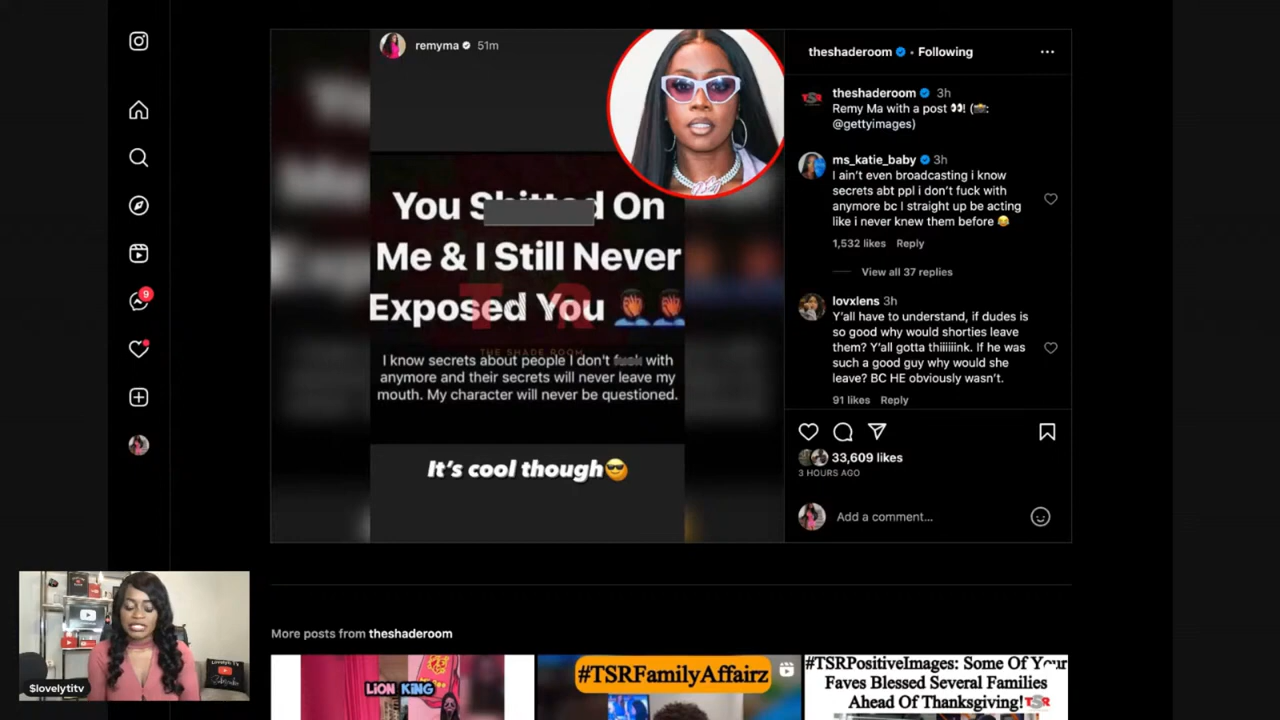 remyma 51m
You Shitted On
Me & I Still Never
Exposed You 🤦🏾🤦🏾
THE SHADE ROOM
I know secrets about people I don't fuck with
anymore and their secrets will never leave my
mouth. My character will never be questioned.
It's cool though😎
theshaderoom • Following
theshaderoom 3h
Remy Ma with a post 👀! (📸:
@gettyimages)
ms_katie_baby 3h
I ain't even broadcasting i know
secrets abt ppl i don't fuck with
anymore bc I straight up be acting
like i never knew them before 😂
1,532 likes Reply
View all 37 replies
lovxlens 3h
Y'all have to understand, if dudes is
so good why would shorties leave
them? Y'all gotta thiiiiiink. If he was
such a good guy why would she
leave? BC HE obviously wasn't.
91 likes Reply
33,609 likes
3 HOURS AGO
Add a comment...
9
More posts from theshaderoom
LiON KiNG
#TSRFamilyAffairz
#TSRPositiveImages: Some Of Your
Faves Blessed Several Families
Ahead Of Thanksgiving!
$lovelytitv